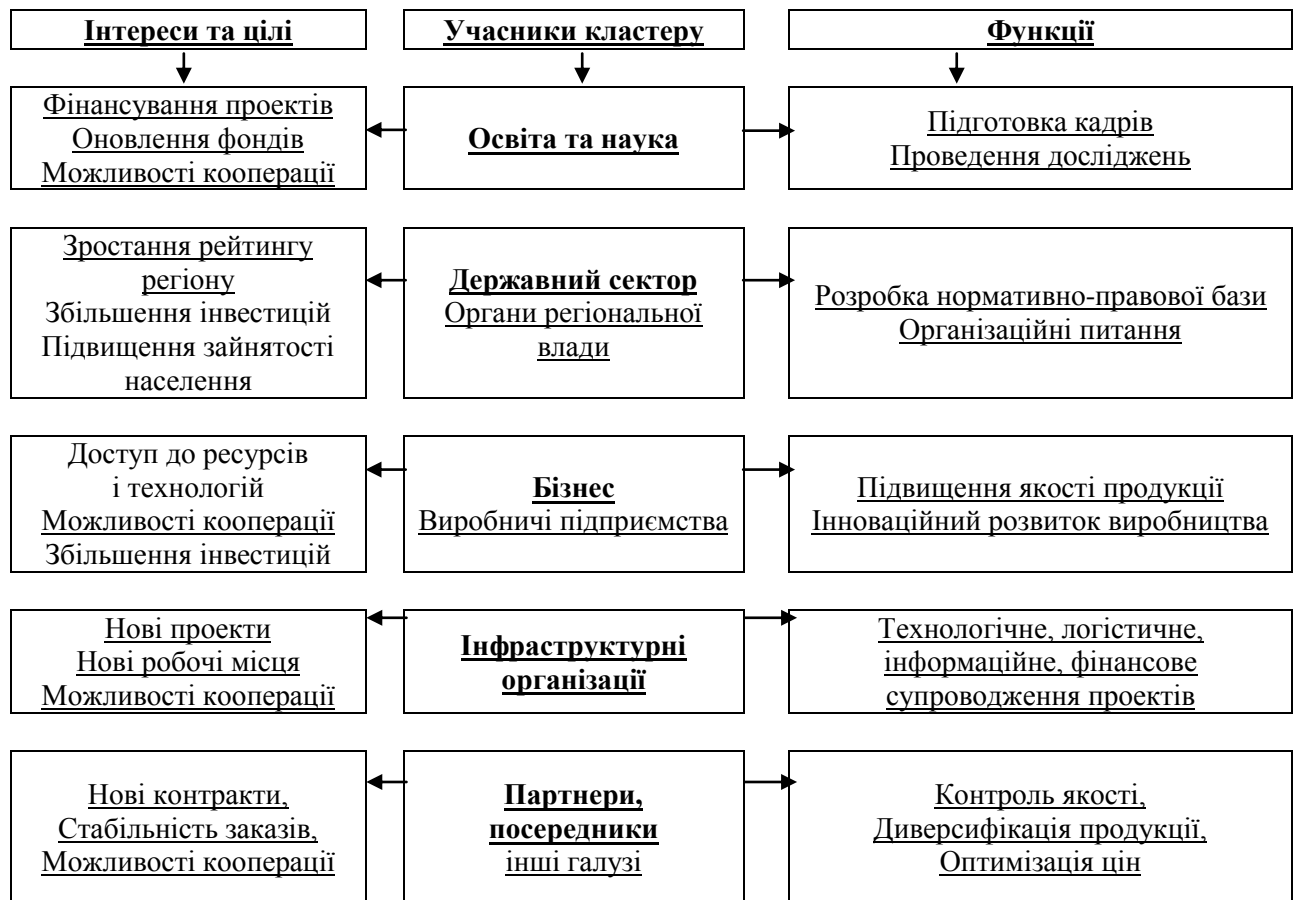 Інтереси та цілі
Учасники кластеру
Функції
Фінансування проектів
Оновлення фондів
Можливості кооперації
Освіта та наука
Підготовка кадрів
Проведення досліджень
Зростання рейтингу
регіону
Збільшення інвестицій
Підвищення зайнятості
населення
Державний сектор
Органи регіональної
влади
Розробка нормативно-правової бази
Організаційні питання
Доступ до ресурсів
і технологій
Можливості кооперації
Збільшення інвестицій
Бізнес
Виробничі підприємства
Підвищення якості продукції
Інноваційний розвиток виробництва
Нові проекти
Нові робочі місця
Можливості кооперації
Інфраструктурні
організації
Технологічне, логістичне,
інформаційне, фінансове
супроводження проектів
Нові контракти,
Стабільність заказів,
Можливості кооперації
Партнери,
посередники
інші галузі
Контроль якості,
Диверсифікація продукції,
Оптимізація цін